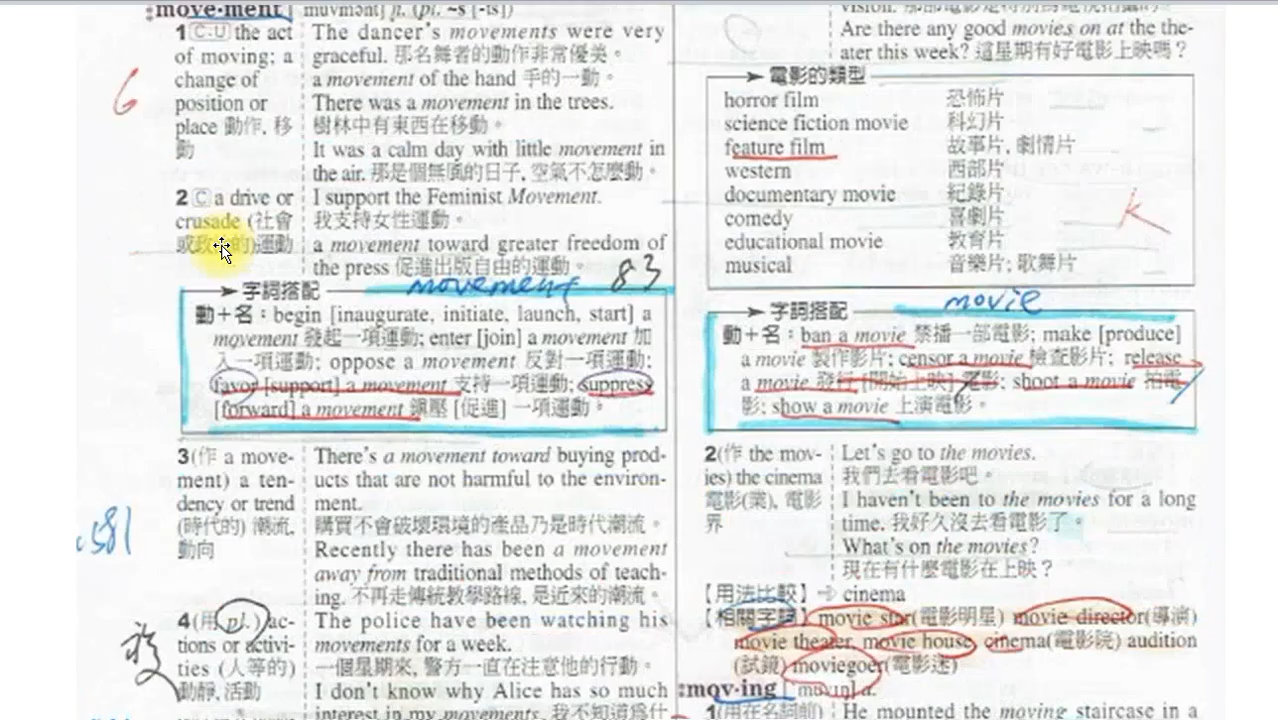 move·ment
1 [C:U] the act of moving; a change of position or place 動作, 移動
The dancer's movements were very graceful. 那名舞者的動作非常優美。
a movement of the hand 手的一動。
There was a movement in the trees.
樹林中有東西在移動。
It was a calm day with little movement in the air. 那是個無風的日子, 空氣不怎麼動。
2 [C] a drive or crusade (社會或政治的)運動
I support the Feminist Movement.
我支持女性運動。
a movement toward greater freedom of the press 促進出版自由的運動。
movement 83
字詞搭配
動+名：begin [inaugurate, initiate, launch, start] a
movement 發起一項運動; enter [join] a movement 加
入一項運動; oppose a movement 反對一項運動;
favor [support] a movement 支持一項運動; suppress
[forward] a movement 鎮壓 [促進] 一項運動。
3 (作 a movement) a tendency or trend (時代的) 潮流, 動向
There's a movement toward buying products that are not harmful to the environment.
購買不會破壞環境的產品乃是時代潮流。
Recently there has been a movement away from traditional methods of teaching. 不再走傳統教學路線, 是近來的潮流。
4 (用 pl.) actions or activities (人等的) 動靜, 活動
The police have been watching his movements for a week.
一個星期來, 警方一直在注意他的行動。
I don't know why Alice has so much
interest in my movements. 我不知道為什
6
581
Are there any good movies on at the theater this week? 這星期有好電影上映嗎？
電影的類型
horror film 恐怖片
science fiction movie 科幻片
feature film 故事片, 劇情片
western 西部片
documentary movie 紀錄片
comedy 喜劇片
educational movie 教育片
musical 音樂片; 歌舞片
K
movie
字詞搭配
動+名：ban a movie 禁播一部電影; make [produce]
a movie 製作影片; censor a movie 檢查影片; release
a movie 發行 [開始上映] 電影; shoot a movie 拍電
影; show a movie 上演電影。
2 (作 the movies) the cinema 電影(業), 電影界
Let's go to the movies.
我們去看電影吧。
I haven't been to the movies for a long time. 我好久沒去看電影了。
What's on the movies?
現在有什麼電影在上映？
【用法比較】⇨ cinema
【相關字詞】movie star(電影明星) movie director(導演)
movie theater, movie house, cinema(電影院) audition
(試鏡) moviegoer(電影迷)
mov·ing
1 (用在名詞前)
He mounted the moving staircase in a